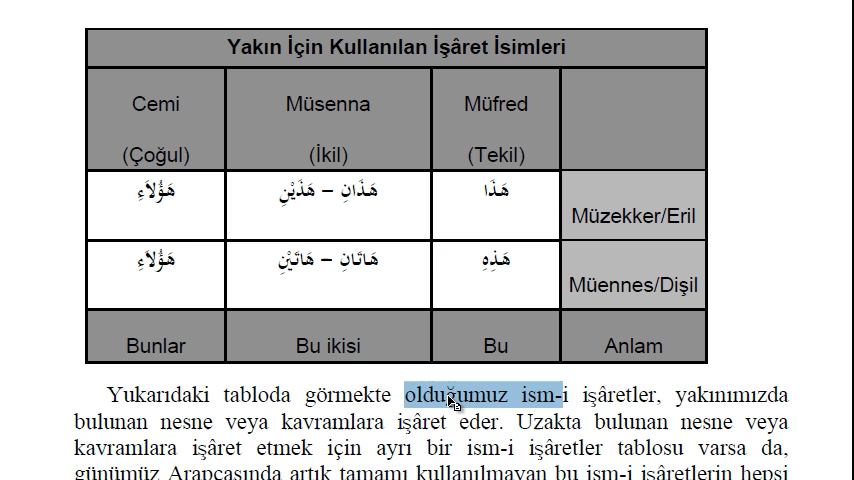 Yakın İçin Kullanılan İşâret İsimleri
Cemi Müsenna Müfred
(Çoğul) (İkil) (Tekil)
هَؤُلاَءِ هَذَانِ – هَذَيْنِ هَذَا Müzekker/Eril
هَؤُلاَءِ هَاتَانِ – هَاتَيْنِ هَذِهِ Müennes/Dişil
Bunlar Bu ikisi Bu Anlam
Yukarıdaki tabloda görmekte olduğumuz ism-i işâretler, yakınımızda
bulunan nesne veya kavramlara işâret eder. Uzakta bulunan nesne veya
kavramlara işâret etmek için ayrı bir ism-i işâretler tablosu varsa da,
günümüz Arapçasında artık tamamı kullanılmayan bu ism-i işâretlerin hepsi